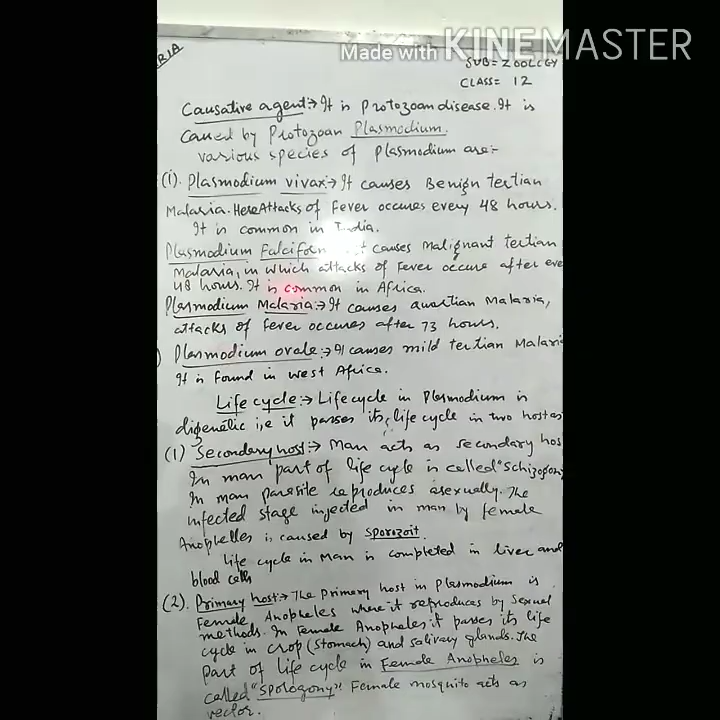 RIA
Made with KINEMASTER
SUB= ZOOLOGY
CLASS= 12
Causative agent:→ It is Protozoan disease. It is
caused by Protozoan Plasmodium.
various species of Plasmodium are:-
(i). Plasmodium vivax:→ It causes Benign tertian
Malaria. Here Attacks of Fever occures every 48 hours.
It is common in India.
Plasmodium Falcifor t causes Malignant tertian
Malaria, in which attacks of Fever occure after eve
48 hours. It is common in Africa.
Plasmodium Malaria:→ It causes quartian Malaria,
attacks of fever occures after 73 hours.
) Plasmodium ovale:→ It causes mild tertian Malari
It is found in west Africa.
Life cycle:→ Life cycle in Plasmodium is
digenetic i,e it passes its life cycle in two host as
(1) Secondary host:→ Man acts as secondary hos
In man part of life cycle is called "Schizogon
In man parasite reproduces asexually. The
infected stage injected in man by female
Anophelles is caused by sporozoit.
Life cycle in Man is completed in liver and
blood cells
(2). Primary host:→ The primary host in Plasmodium is
Female Anopheles where it reproduces by sexual
methods. In Female Anopheles it passes its life
cycle in crop (stomach) and salivary glands. The
part of life cycle in Female Anopheles is
called "Sporogony". Female mosquito acts as
vector.